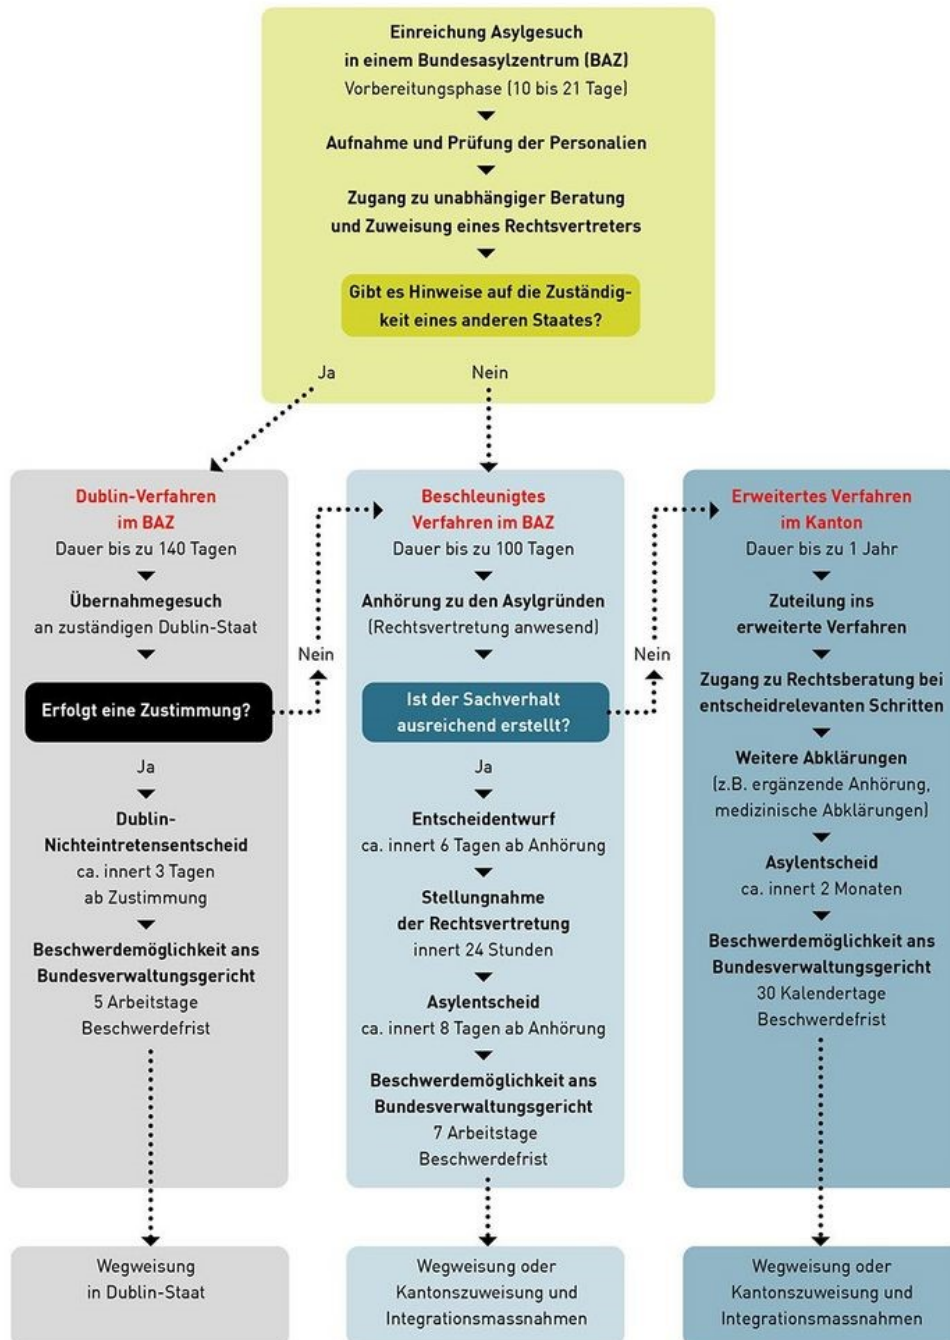 Einreichung Asylgesuch
in einem Bundesasylzentrum (BAZ)
Vorbereitungsphase (10 bis 21 Tage)
Aufnahme und Prüfung der Personalien
Zugang zu unabhängiger Beratung
und Zuweisung eines Rechtsvertreters
Gibt es Hinweise auf die Zuständig-
keit eines anderen Staates?
Ja
Nein
Dublin-Verfahren
im BAZ
Dauer bis zu 140 Tagen
Übernahmegesuch
an zuständigen Dublin-Staat
Erfolgt eine Zustimmung?
Nein
Ja
Dublin-
Nichteintretensentscheid
ca. innert 3 Tagen
ab Zustimmung
Beschwerdemöglichkeit ans
Bundesverwaltungsgericht
5 Arbeitstage
Beschwerdefrist
Wegweisung
in Dublin-Staat
Beschleunigtes
Verfahren im BAZ
Dauer bis zu 100 Tagen
Anhörung zu den Asylgründen
(Rechtsvertretung anwesend)
Ist der Sachverhalt
ausreichend erstellt?
Nein
Ja
Entscheidentwurf
ca. innert 6 Tagen ab Anhörung
Stellungnahme
der Rechtsvertretung
innert 24 Stunden
Asylentscheid
ca. innert 8 Tagen ab Anhörung
Beschwerdemöglichkeit ans
Bundesverwaltungsgericht
7 Arbeitstage
Beschwerdefrist
Wegweisung oder
Kantonszuweisung und
Integrationsmassnahmen
Erweitertes Verfahren
im Kanton
Dauer bis zu 1 Jahr
Zuteilung ins
erweiterte Verfahren
Zugang zu Rechtsberatung bei
entscheidrelevanten Schritten
Weitere Abklärungen
(z.B. ergänzende Anhörung,
medizinische Abklärungen)
Asylentscheid
ca. innert 2 Monaten
Beschwerdemöglichkeit ans
Bundesverwaltungsgericht
30 Kalendertage
Beschwerdefrist
Wegweisung oder
Kantonszuweisung und
Integrationsmassnahmen